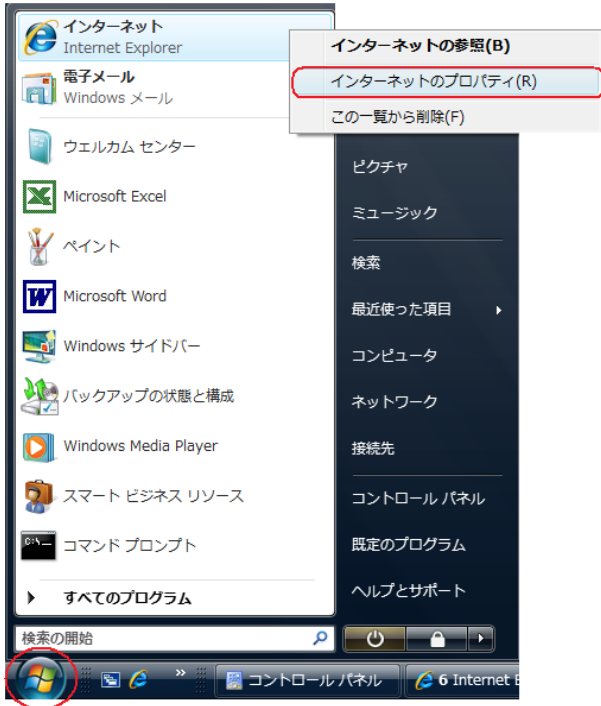 インターネット
Internet Explorer
インターネットの参照(B)
電子メール
Windows メール
インターネットのプロパティ(R)
この一覧から削除(F)
ウェルカム センター
Microsoft Excel
ペイント
Microsoft Word
Windows サイドバー
バックアップの状態と構成
Windows Media Player
スマート ビジネス リソース
コマンド プロンプト
すべてのプログラム
検索の開始
ピクチャ
ミュージック
検索
最近使った項目
コンピュータ
ネットワーク
接続先
コントロール パネル
既定のプログラム
ヘルプとサポート
コントロール パネル
6 Internet E